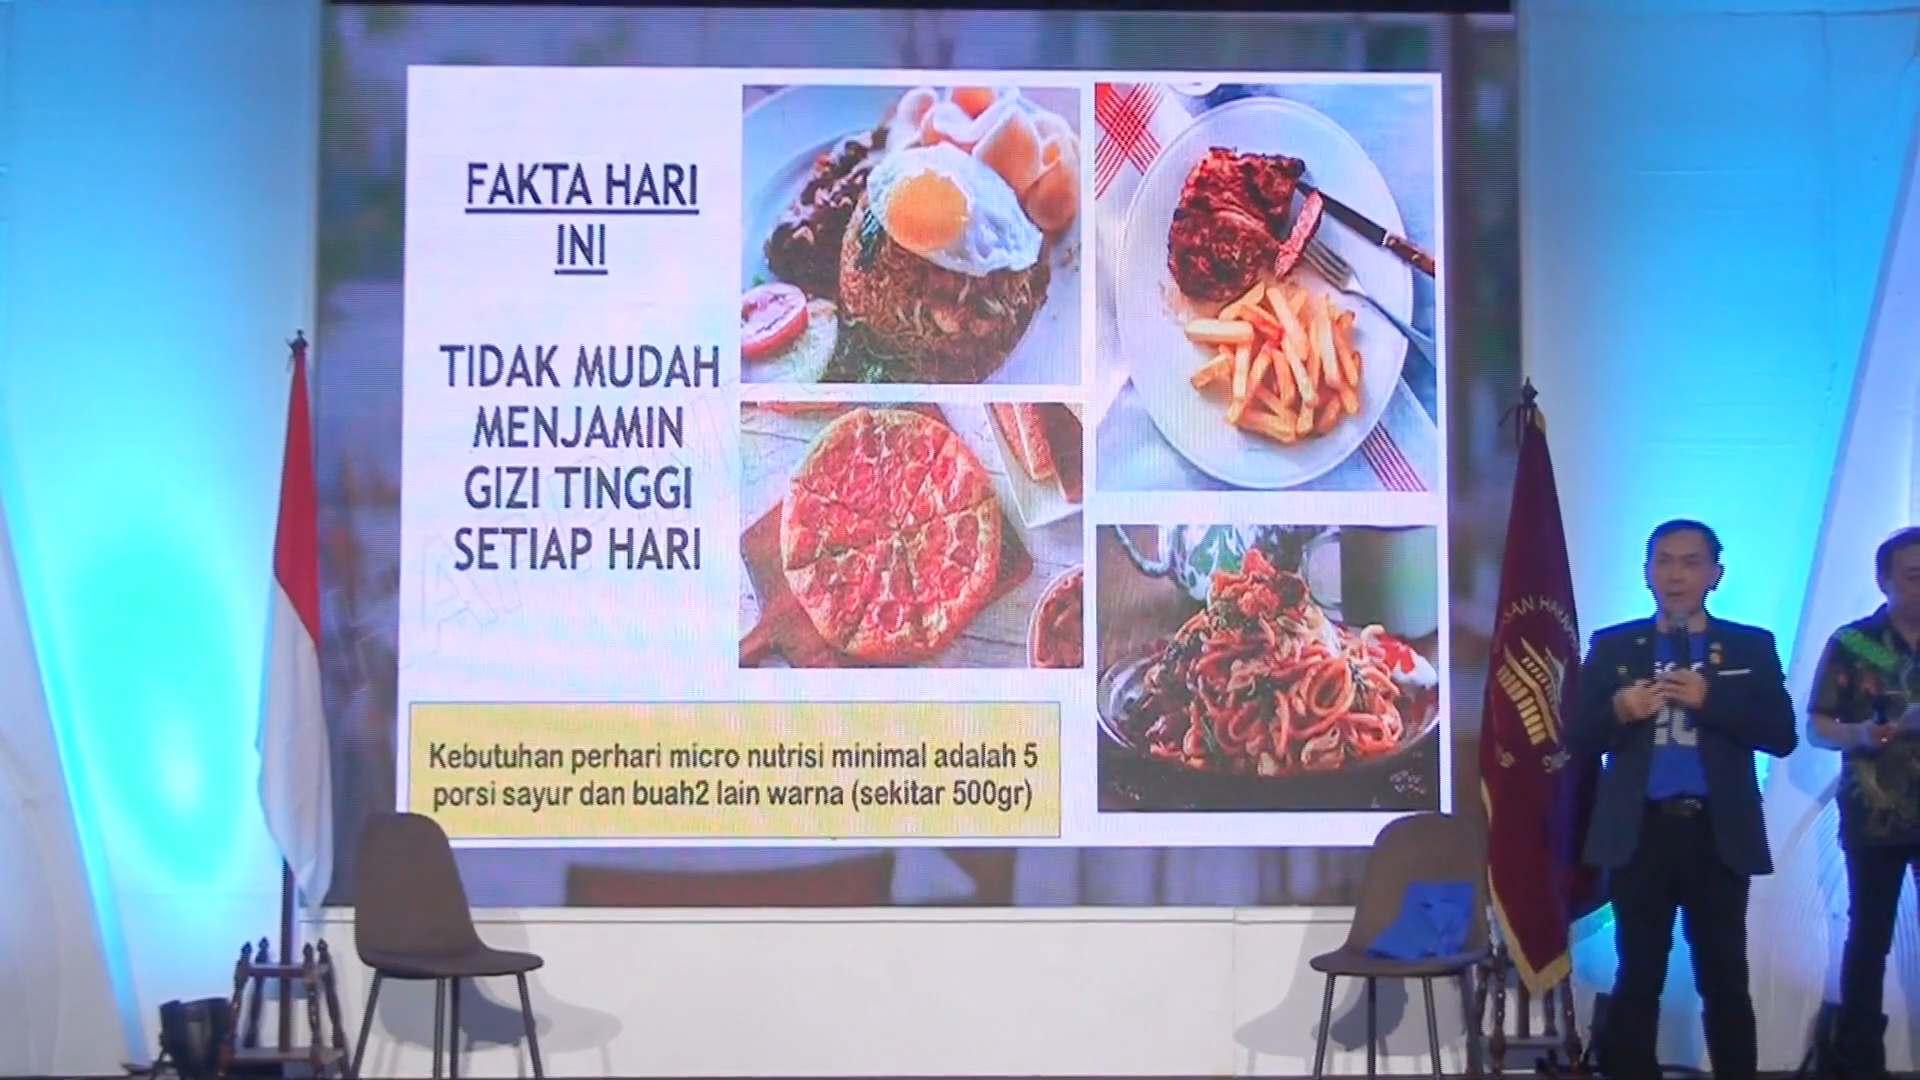 FAKTA HARI
INI
TIDAK MUDAH
MENJAMIN
GIZI TINGGI
SETIAP HARI
Kebutuhan perhari micro nutrisi minimal adalah 5
porsi sayur dan buah2 lain warna (sekitar 500gr)